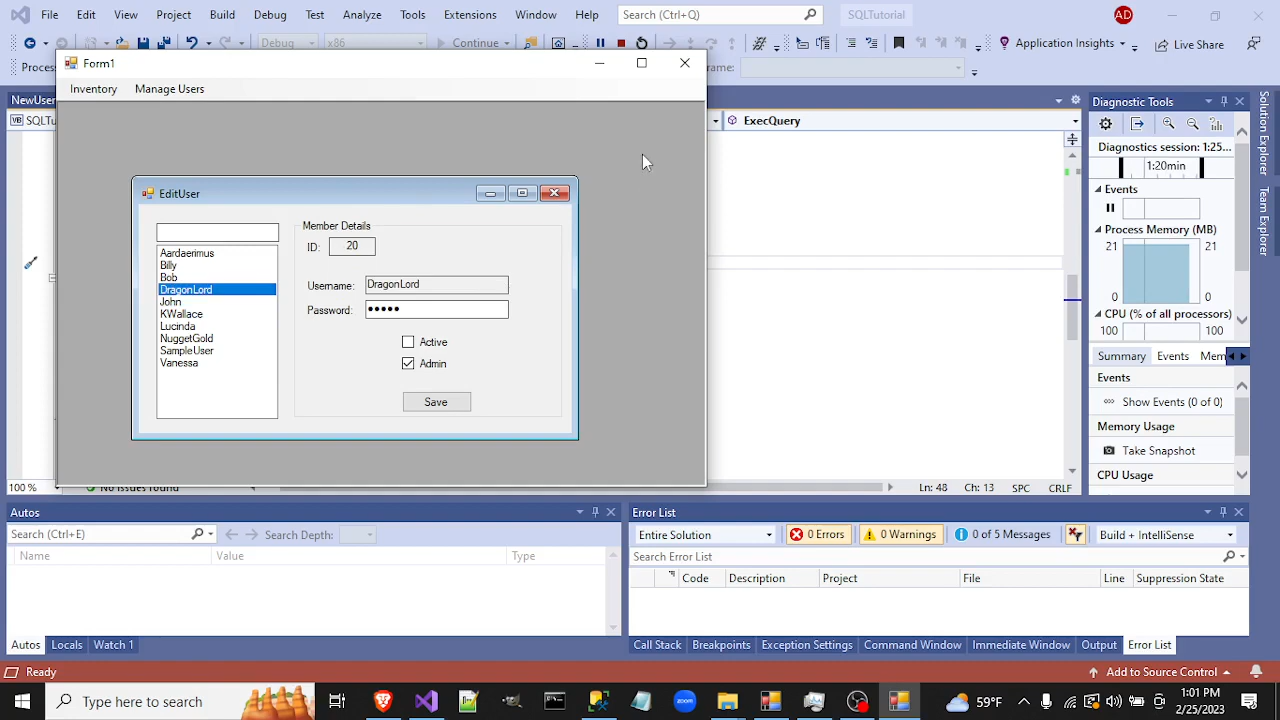 File Edit View Project Build Debug Test Analyze Tools Extensions Window Help Search (Ctrl+Q) SQLTutorial AD
Debug x86 Continue Application Insights Live Share
Form1
Inventory Manage Users
NewUser
SQLTu
ExecQuery
EditUser
Aardaerimus
Billy
Bob
DragonLord
John
KWallace
Lucinda
NuggetGold
SampleUser
Vanessa
Member Details
ID: 20
Username: DragonLord
Password: •••••
Active
Admin
Save
Diagnostic Tools
Diagnostics session: 1:25...
1:20min
Events
Process Memory (MB)
21 21
0 0
CPU (% of all processors)
100 100
Summary Events Mem
Events
Show Events (0 of 0)
Memory Usage
Take Snapshot
CPU Usage
Solution Explorer
Team Explorer
100 % No issues found Ln: 48 Ch: 13 SPC CRLF
Autos
Search (Ctrl+E) Search Depth:
Name Value Type
Autos Locals Watch 1
Error List
Entire Solution 0 Errors 0 Warnings 0 of 5 Messages Build + IntelliSense
Search Error List
Code Description Project File Line Suppression State
Call Stack Breakpoints Exception Settings Command Window Immediate Window Output Error List
Ready Add to Source Control
Type here to search 59°F 1:01 PM
2/25/2023